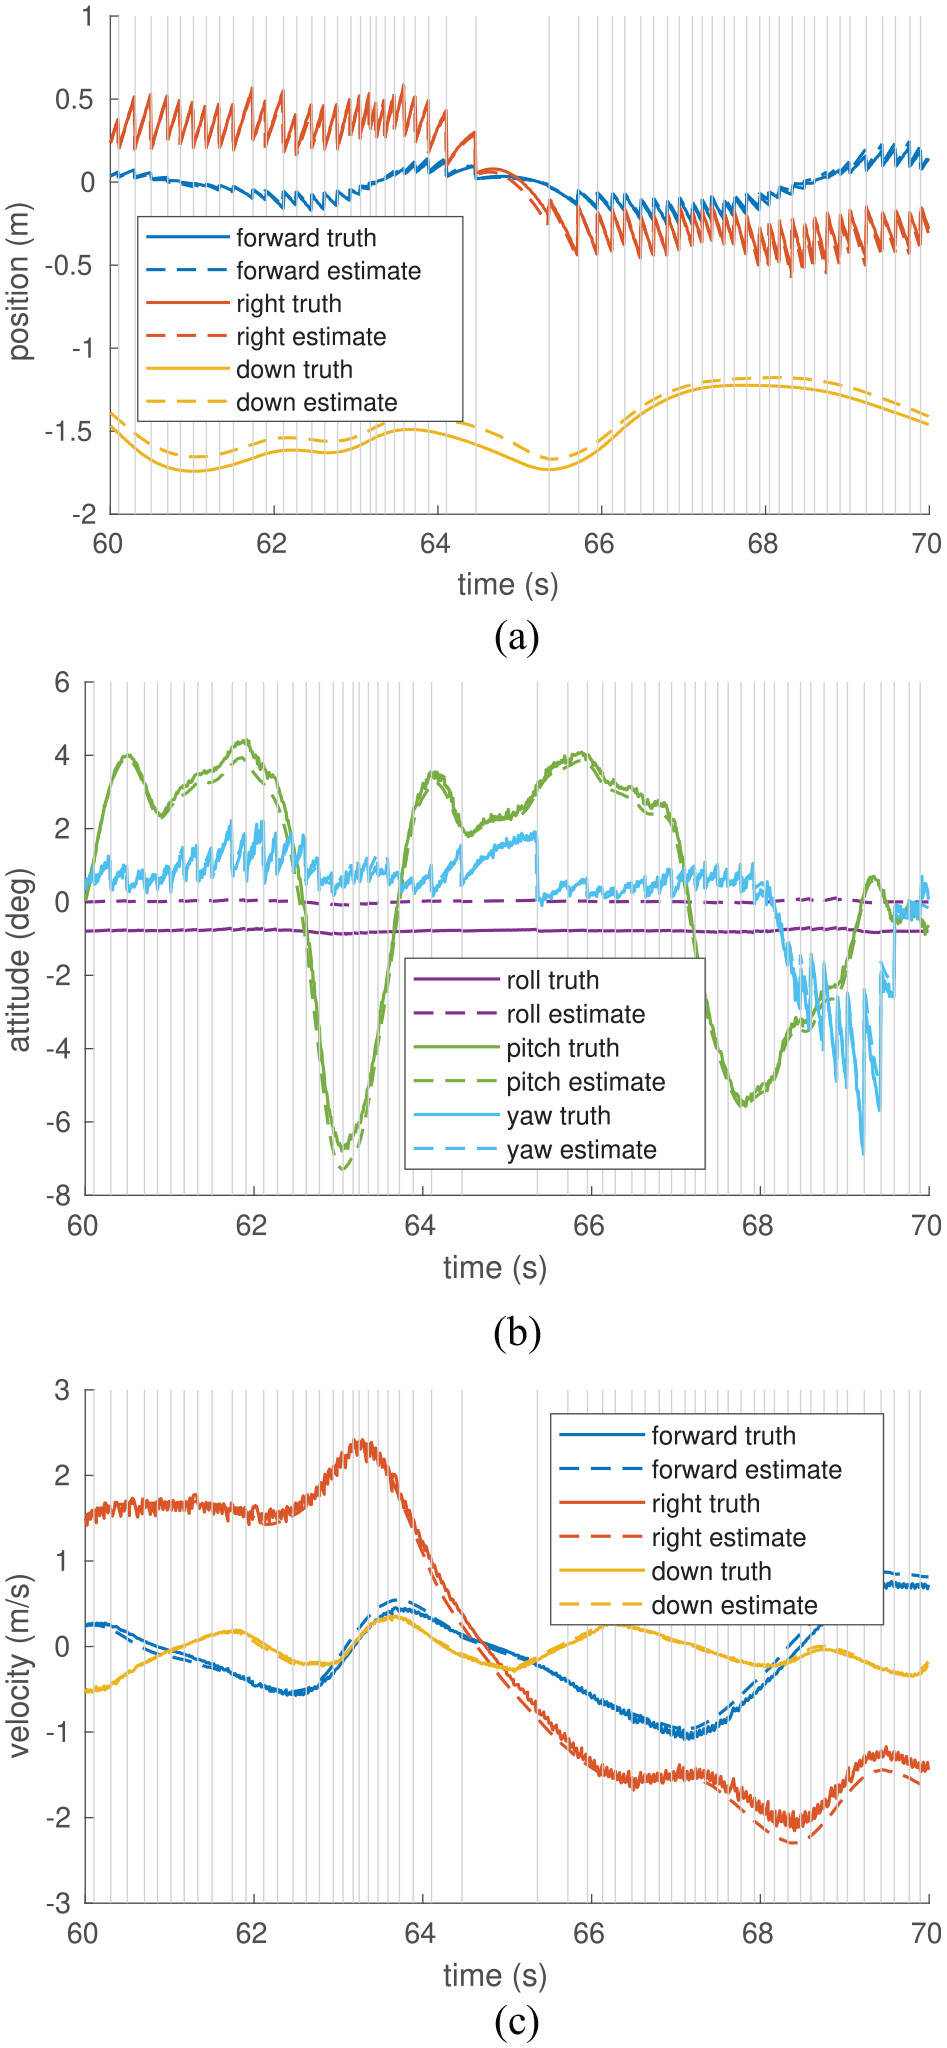 1
0.5
0
-0.5
-1
-1.5
-2
position (m)
forward truth
forward estimate
right truth
right estimate
down truth
down estimate
60 62 64 66 68 70
time (s)
(a)
6
4
2
0
-2
-4
-6
-8
attitude (deg)
roll truth
roll estimate
pitch truth
pitch estimate
yaw truth
yaw estimate
60 62 64 66 68 70
time (s)
(b)
3
2
1
0
-1
-2
-3
velocity (m/s)
forward truth
forward estimate
right truth
right estimate
down truth
down estimate
60 62 64 66 68 70
time (s)
(c)